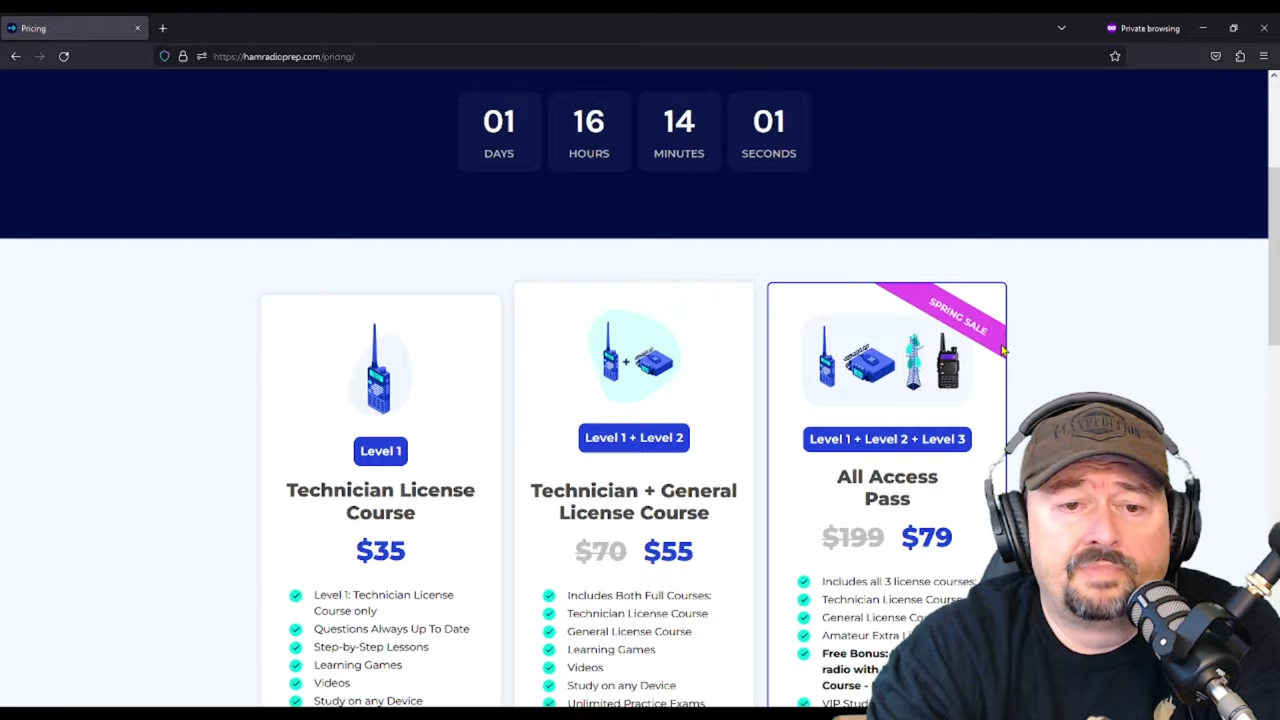 Pricing
Private browsing
https://hamradioprep.com/pricing/
01 16 14 01
DAYS HOURS MINUTES SECONDS
Level 1
Technician License
Course
$35
Level 1: Technician License
Course only
Questions Always Up To Date
Step-by-Step Lessons
Learning Games
Videos
Study on any Device
Level 1 + Level 2
Technician + General
License Course
$70 $55
Includes Both Full Courses:
Technician License Course
General License Course
Learning Games
Videos
Study on any Device
Unlimited Practice Exams
SPRING SALE
Level 1 + Level 2 + Level 3
All Access
Pass
$199 $79
Includes all 3 license courses:
Technician License
General License
Amateur Extra
Free Bonus:
radio with
Course -
VIP
MAXPEDITION